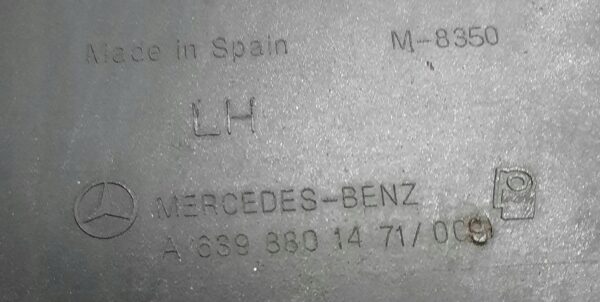 Made in Spain M-8350
LH
MERCEDES-BENZ
A 639 880 14 71/009